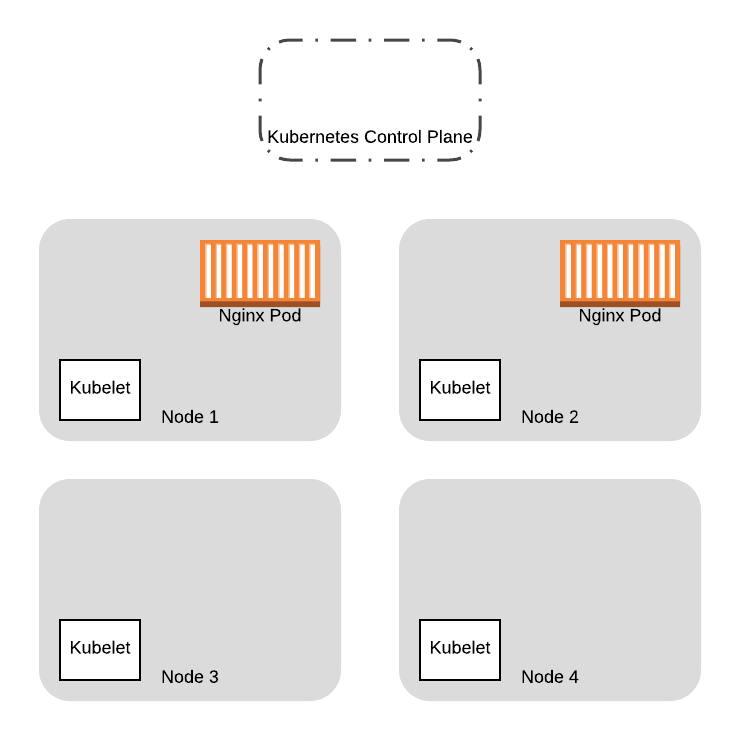 Kubernetes Control Plane
Nginx Pod
Kubelet
Node 1
Nginx Pod
Kubelet
Node 2
Kubelet
Node 3
Kubelet
Node 4